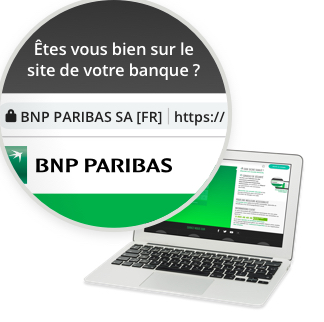 Êtes vous bien sur le
site de votre banque ?
BNP PARIBAS SA [FR] https://
BNP PARIBAS